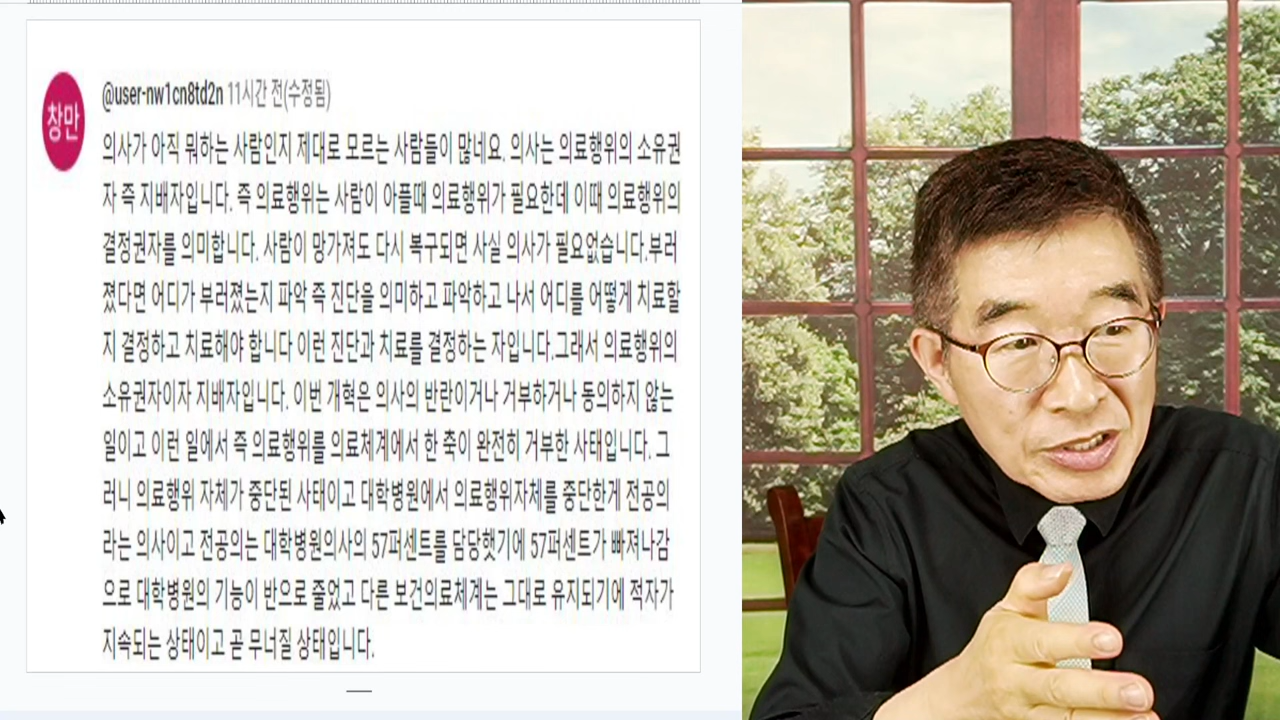 창만
@user-nw1cn8td2n 11시간 전(수정됨)
의사가 아직 뭐하는 사람인지 제대로 모르는 사람들이 많네요. 의사는 의료행위의 소유권
자 즉 지배자입니다. 즉 의료행위는 사람이 아플때 의료행위가 필요한데 이때 의료행위의
결정권자를 의미합니다. 사람이 망가져도 다시 복구되면 사실 의사가 필요없습니다.부러
졌다면 어디가 부러졌는지 파악 즉 진단을 의미하고 파악하고 나서 어디를 어떻게 치료할
지 결정하고 치료해야 합니다 이런 진단과 치료를 결정하는 자입니다.그래서 의료행위의
소유권자이자 지배자입니다. 이번 개혁은 의사의 반란이거나 거부하거나 동의하지 않는
일이고 이런 일에서 즉 의료행위를 의료체계에서 한 축이 완전히 거부한 사태입니다. 그
러니 의료행위 자체가 중단된 사태이고 대학병원에서 의료행위자체를 중단한게 전공의
라는 의사이고 전공의는 대학병원의사의 57퍼센트를 담당햇기에 57퍼센트가 빠져나감
으로 대학병원의 기능이 반으로 줄었고 다른 보건의료체계는 그대로 유지되기에 적자가
지속되는 상태이고 곧 무너질 상태입니다.